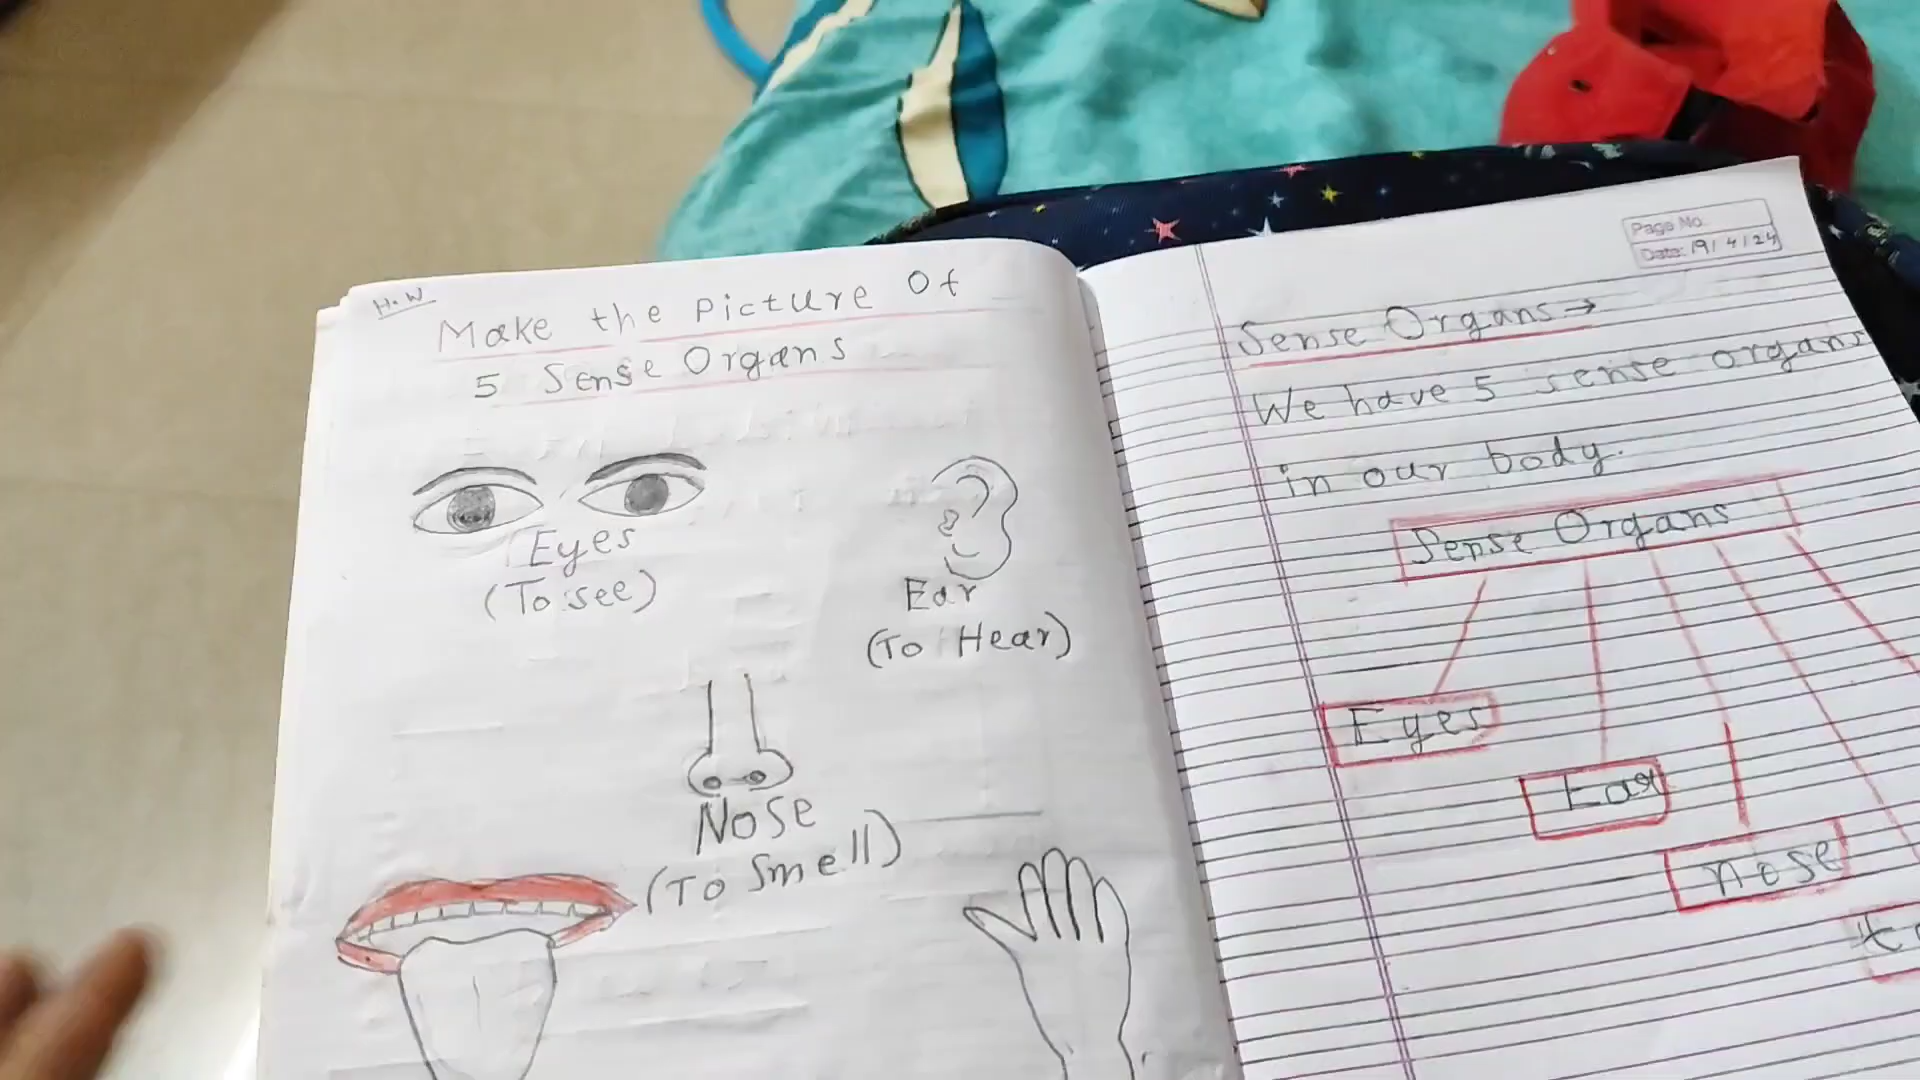 H.W
Make the Picture Of
5 Sense Organs
Eyes
(To see)
Ear
(To Hear)
Nose
(To Smell)
Page No.
Date: 19/4/24
Sense Organs→
We have 5 sense organs
in our body.
Sense Organs
Eyes
Ear
nose